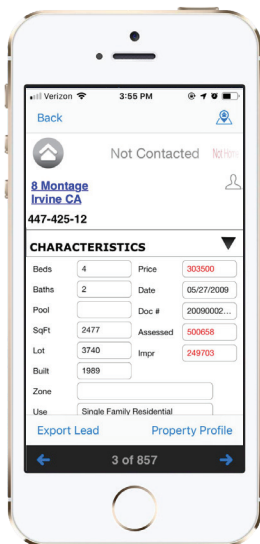 Verizon 3:55 PM
Back
Not Contacted Not Home
8 Montage
Irvine CA
447-425-12
CHARACTERISTICS
Beds 4 Price 303500
Baths 2 Date 05/27/2009
Pool Doc # 20090002...
SqFt 2477 Assessed 500658
Lot 3740 Impr 249703
Built 1989
Zone
Use Single Family Residential
Export Lead Property Profile
3 of 857